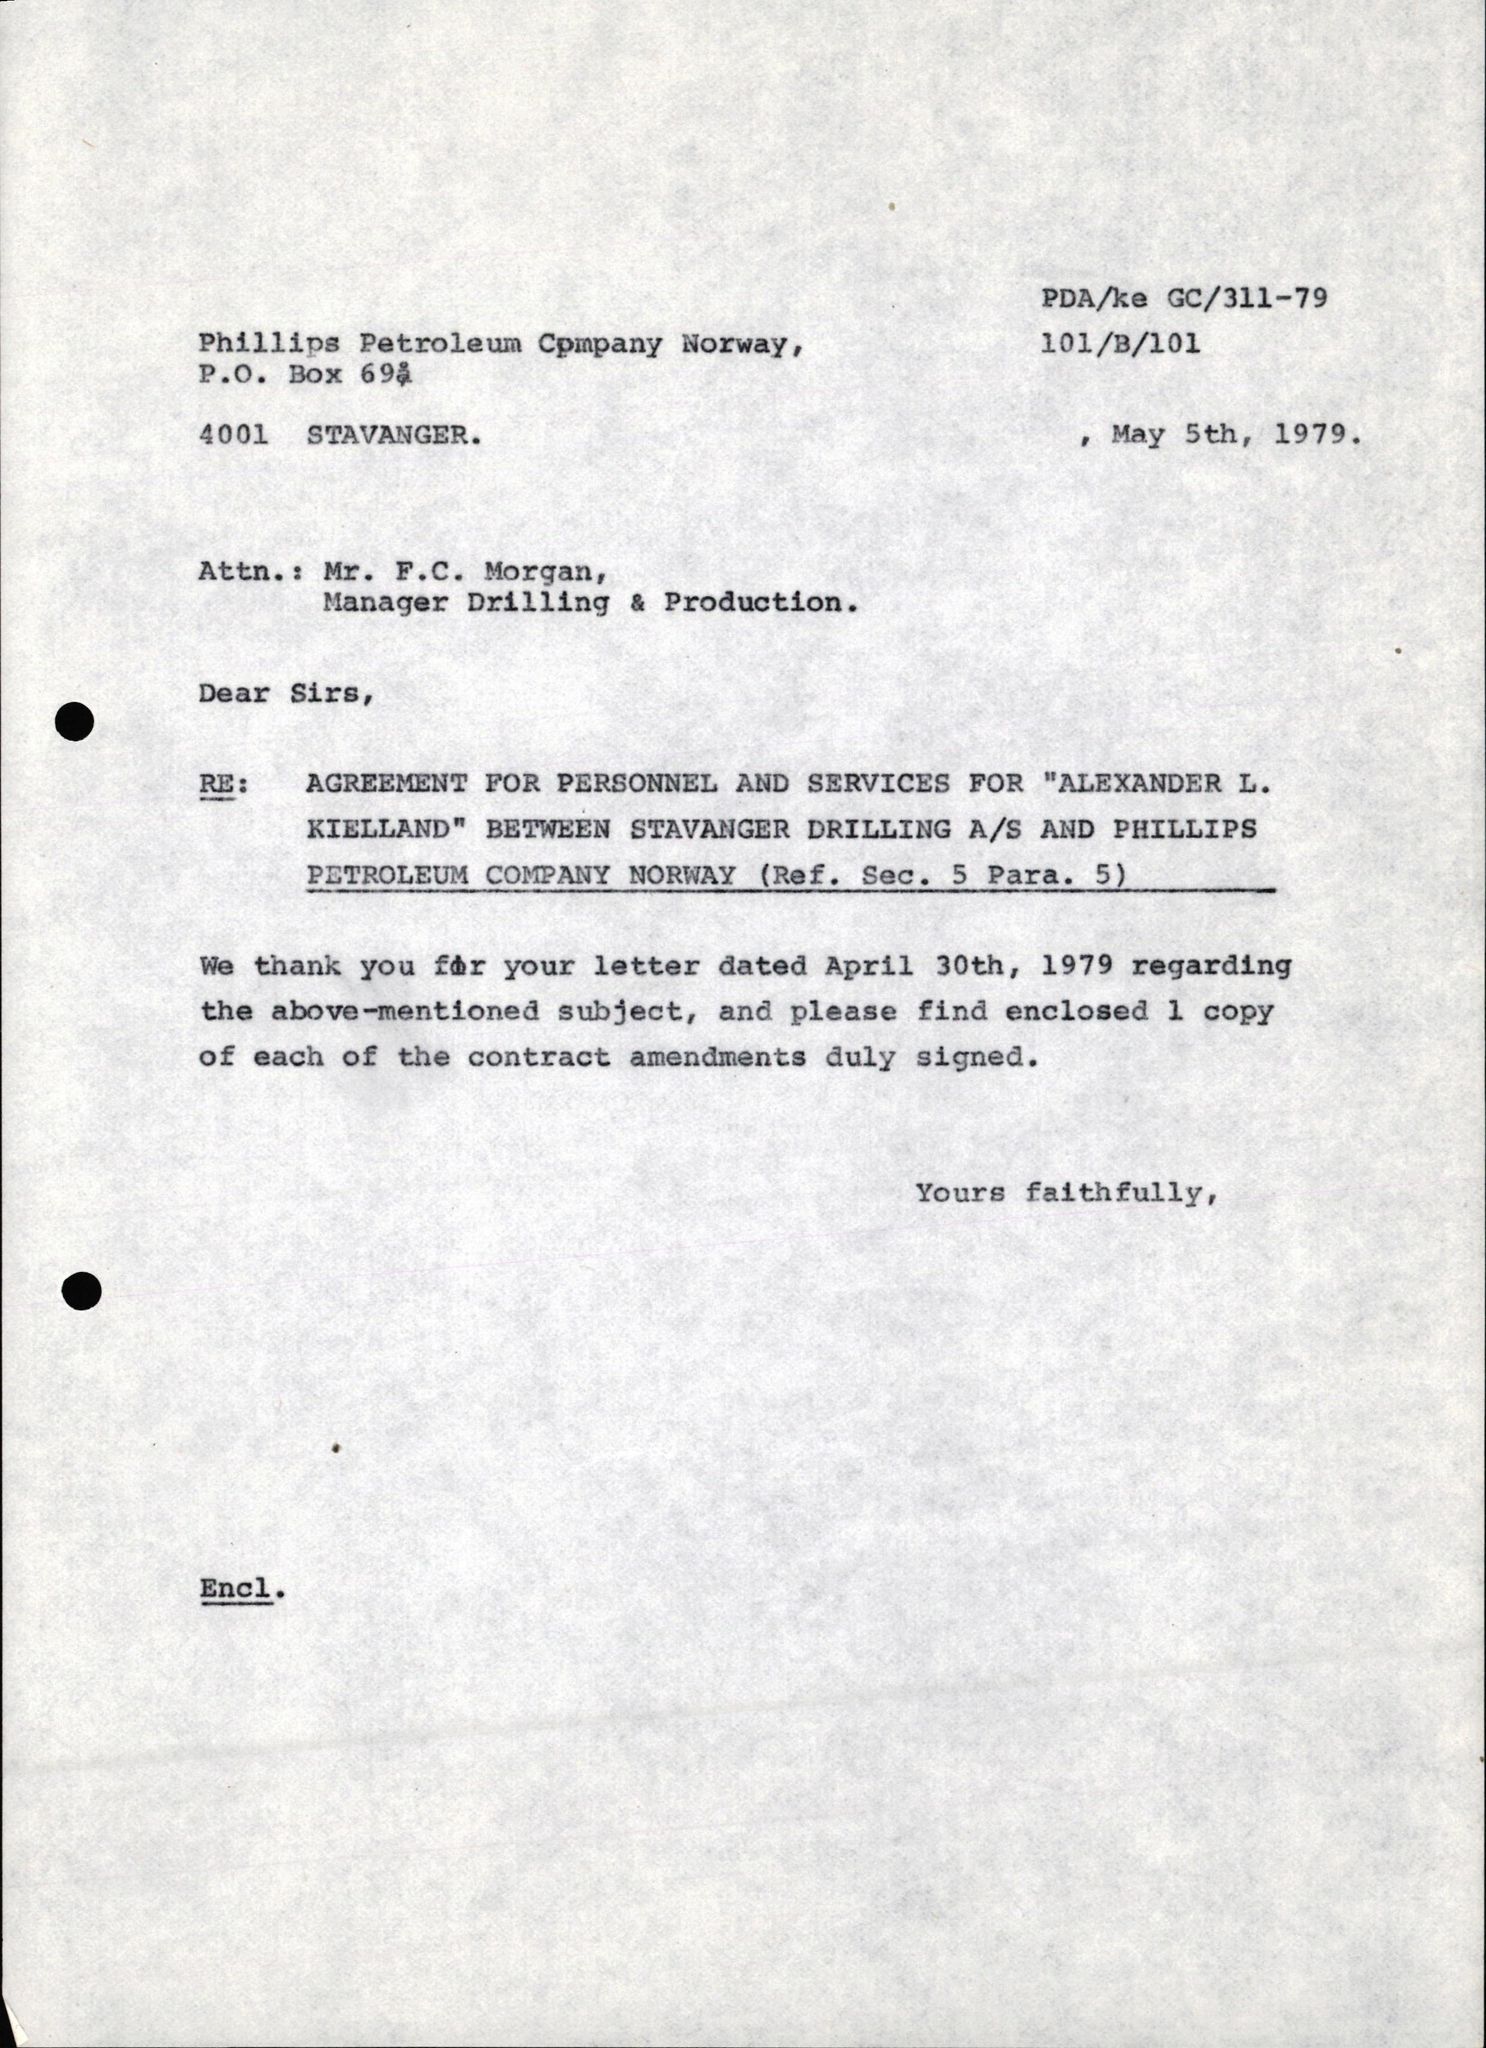 PDA/ke GC/311-79
Phillips Petroleum Company Norway,
101/B/101
P.O. Box
4001 STAVANGER.
, May 5th, 1979.
Attn.: Mr. F.C. Morgan,
Manager Drilling & Production.
Dear Sirs,
RE: AGREEMENT FOR PERSONNEL AND SERVICES FOR "ALEXANDER L.
KIELLAND" BETWEEN STAVANGER DRILLING A/S AND PHILLIPS
PETROLEUM COMPANY NORWAY (Ref. Sec. 5 Para. 5)
We thank you for your letter dated April 30th, 1979 regarding
the above-mentioned subject, and please find enclosed 1 copy
of each of the contract amendments duly signed.
Yours faithfully,
Encl.